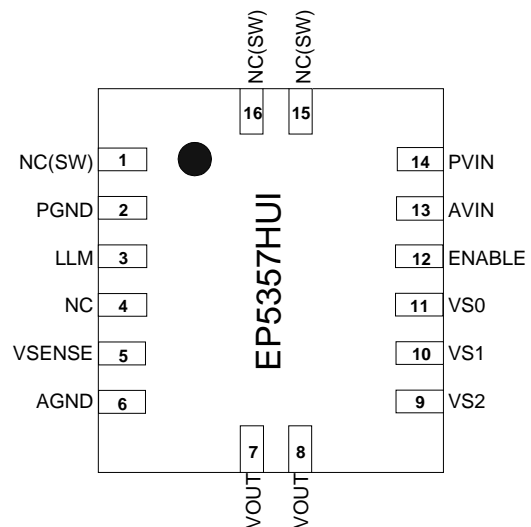 NC(SW)
NC(SW)
16
15
NC(SW)
1
14
PVIN
PGND
2
13
AVIN
LLM
3
12
ENABLE
NC
4
11
VS0
VSENSE
5
10
VS1
AGND
6
9
VS2
EP5357HUI
7
8
VOUT
VOUT